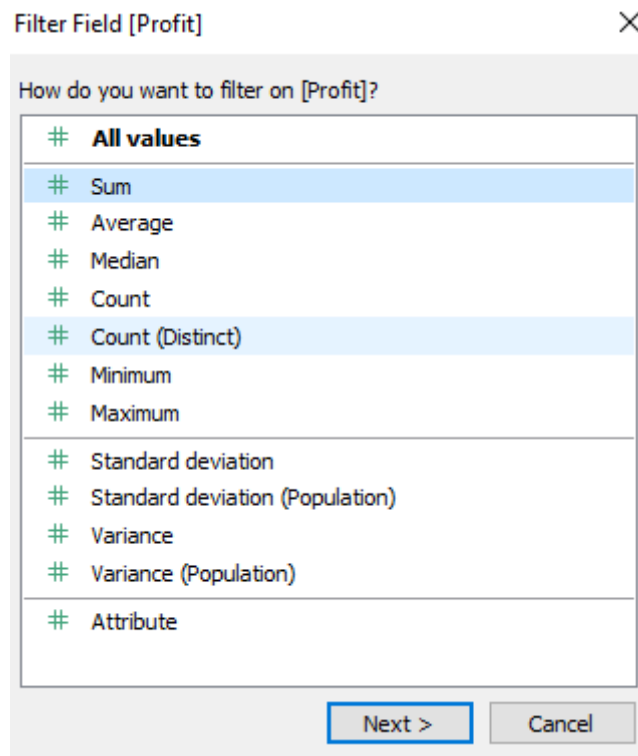 Filter Field [Profit]
How do you want to filter on [Profit]?
# All values
# Sum
# Average
# Median
# Count
# Count (Distinct)
# Minimum
# Maximum
# Standard deviation
# Standard deviation (Population)
# Variance
# Variance (Population)
# Attribute
Next > Cancel